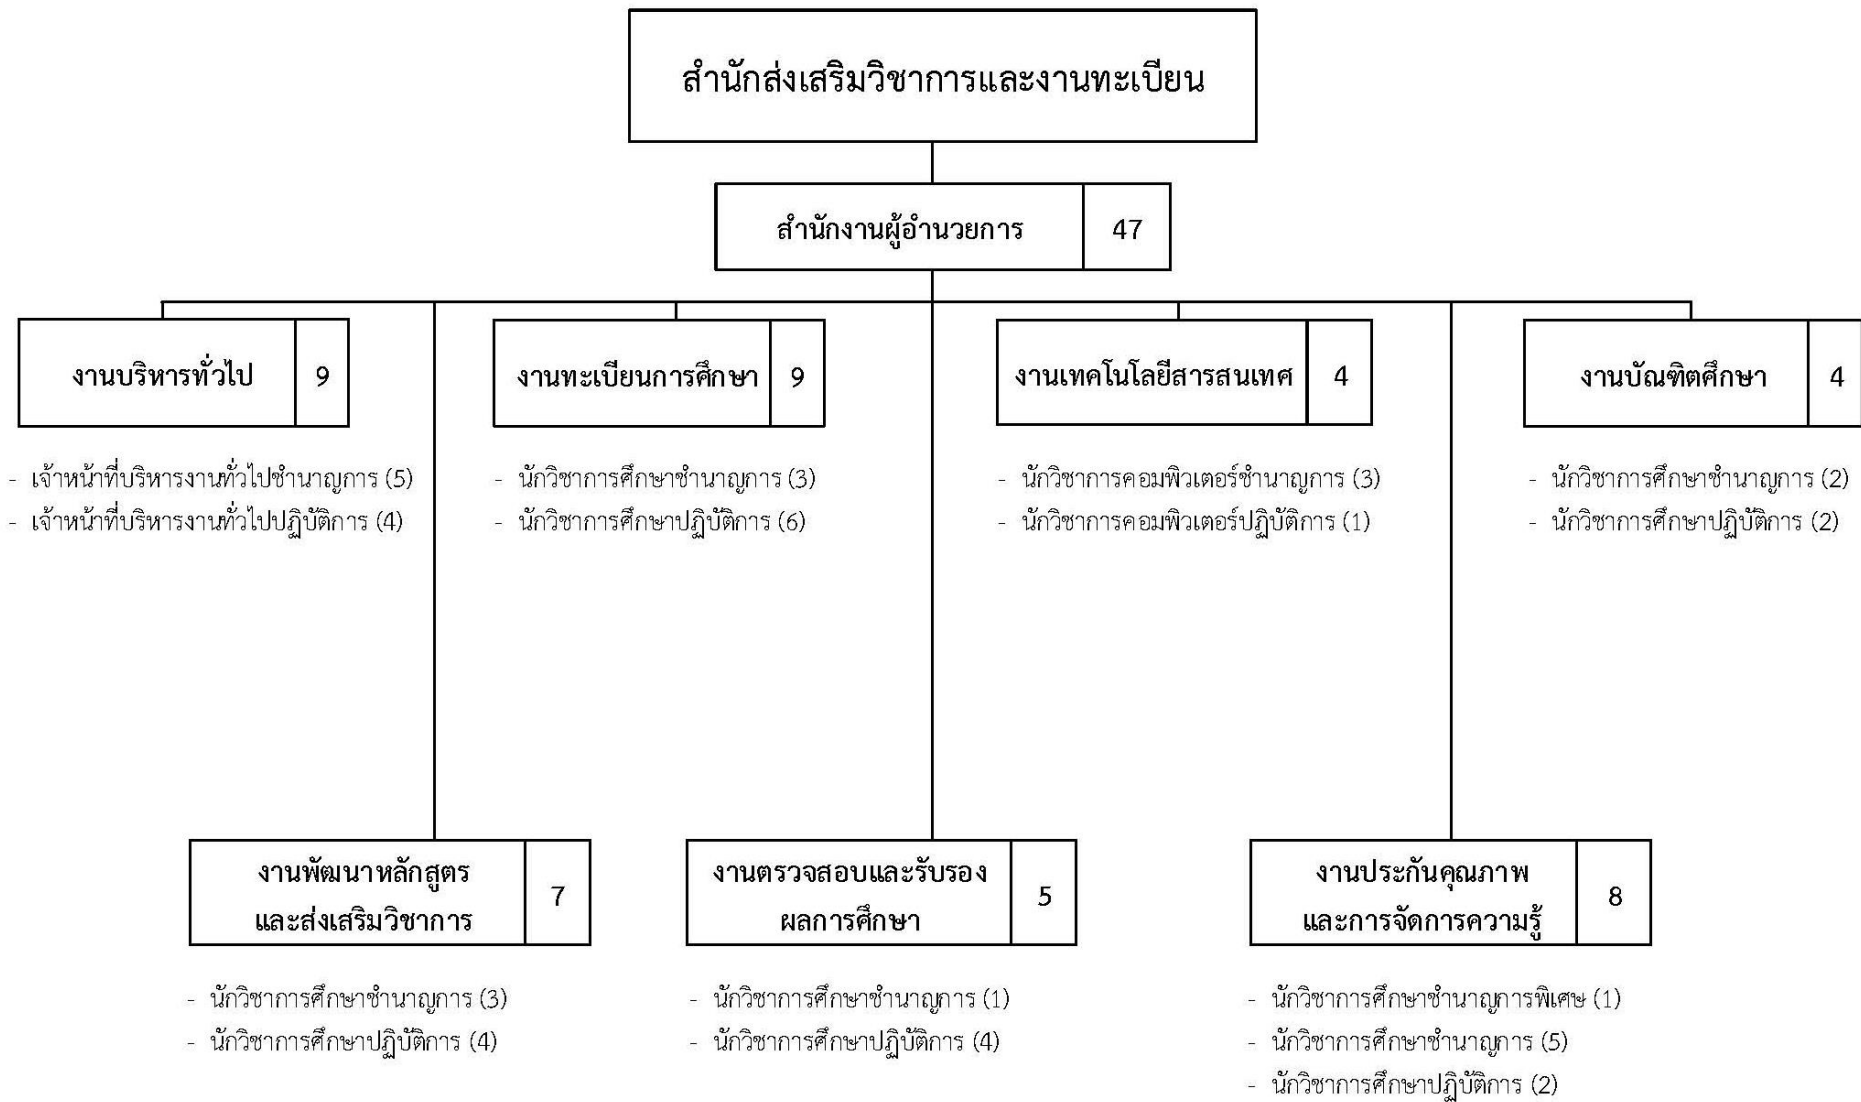 สำนักส่งเสริมวิชาการและงานทะเบียน
สำนักงานผู้อำนวยการ 47
งานบริหารทั่วไป 9
- เจ้าหน้าที่บริหารงานทั่วไปชำนาญการ (5)
- เจ้าหน้าที่บริหารงานทั่วไปปฏิบัติการ (4)
งานทะเบียนการศึกษา 9
- นักวิชาการศึกษาชำนาญการ (3)
- นักวิชาการศึกษาปฏิบัติการ (6)
งานเทคโนโลยีสารสนเทศ 4
- นักวิชาการคอมพิวเตอร์ชำนาญการ (3)
- นักวิชาการคอมพิวเตอร์ปฏิบัติการ (1)
งานบัณฑิตศึกษา 4
- นักวิชาการศึกษาชำนาญการ (2)
- นักวิชาการศึกษาปฏิบัติการ (2)
งานพัฒนาหลักสูตร
และส่งเสริมวิชาการ
7
- นักวิชาการศึกษาชำนาญการ (3)
- นักวิชาการศึกษาปฏิบัติการ (4)
งานตรวจสอบและรับรอง
ผลการศึกษา
5
- นักวิชาการศึกษาชำนาญการ (1)
- นักวิชาการศึกษาปฏิบัติการ (4)
งานประกันคุณภาพ
และการจัดการความรู้
8
- นักวิชาการศึกษาชำนาญการพิเศษ (1)
- นักวิชาการศึกษาชำนาญการ (5)
- นักวิชาการศึกษาปฏิบัติการ (2)